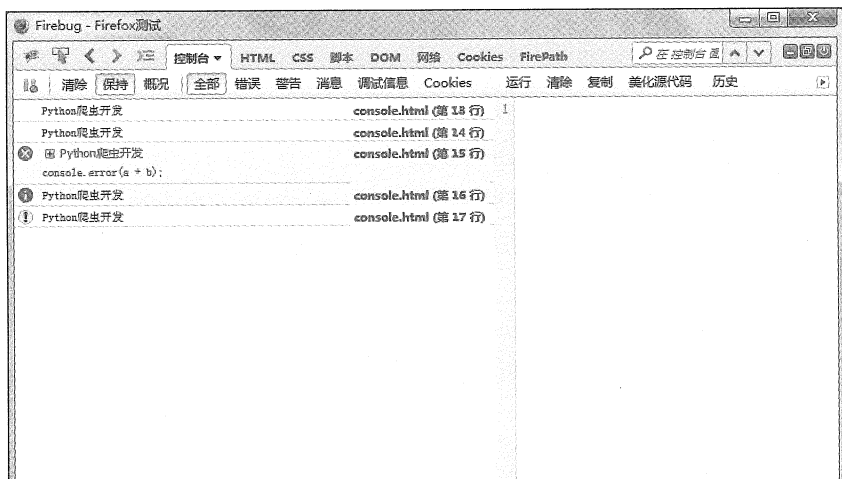 Firebug - Firefox测试
控制台 HTML CSS 脚本 DOM 网络 Cookies FirePath 在 控制台
清除 保持 概况 全部 错误 警告 消息 调试信息 Cookies 运行 清除 复制 美化源代码 历史
Python爬虫开发 console.html (第 13 行) 1
Python爬虫开发 console.html (第 14 行)
Python爬虫开发 console.html (第 15 行)
console.error(a + b);
Python爬虫开发 console.html (第 16 行)
Python爬虫开发 console.html (第 17 行)